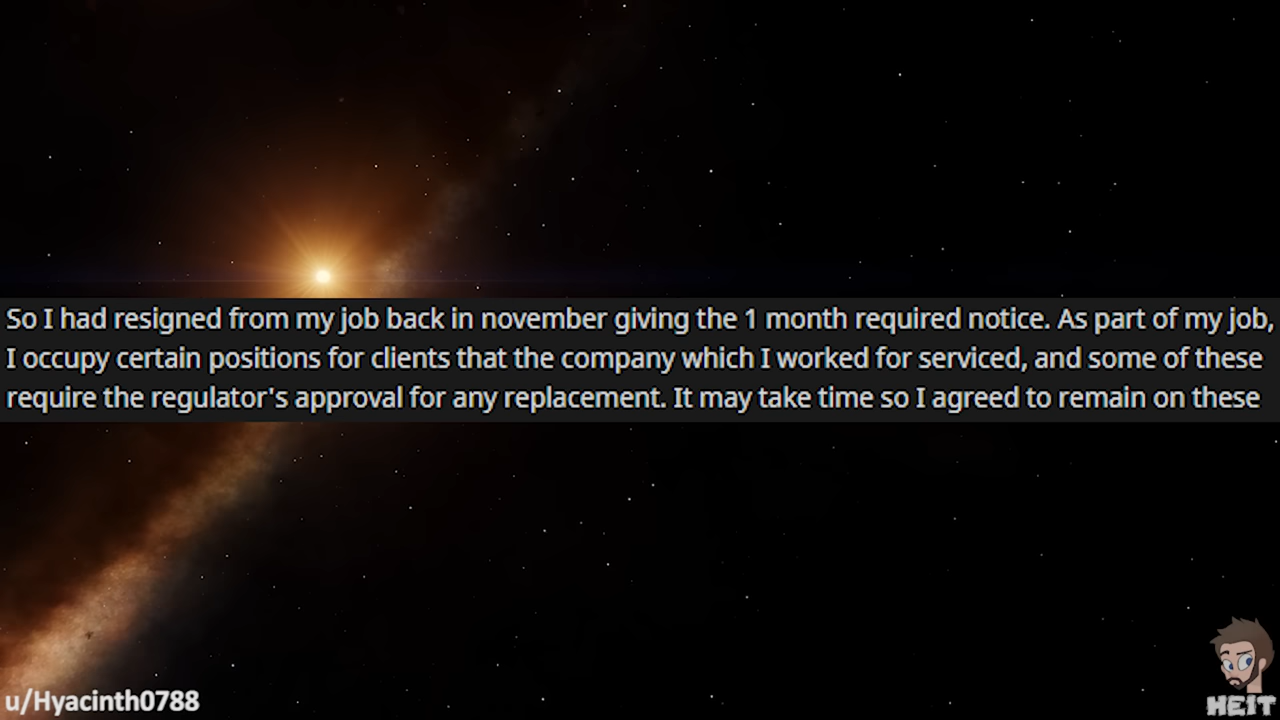 So I had resigned from my job back in november giving the 1 month required notice. As part of my job,
I occupy certain positions for clients that the company which I worked for serviced, and some of these
require the regulator's approval for any replacement. It may take time so I agreed to remain on these
u/Hyacinth0788
HEIT